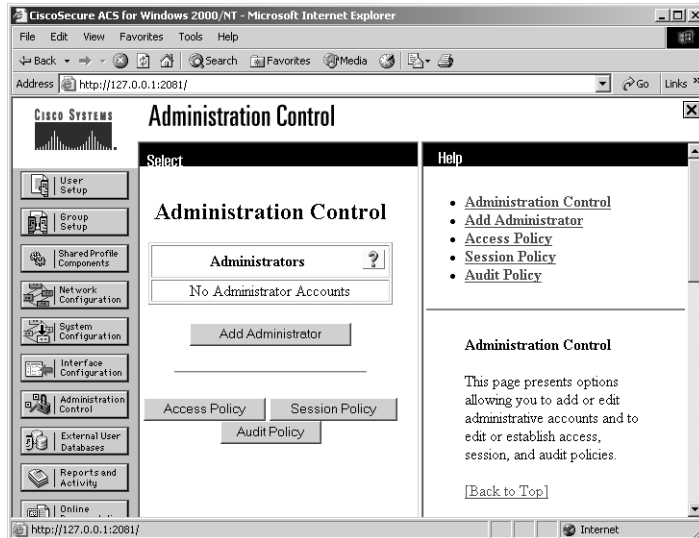 CiscoSecure ACS for Windows 2000/NT - Microsoft Internet Explorer
File Edit View Favorites Tools Help
Back Search Favorites Media
Address http://127.0.0.1:2081/ Go Links »
CISCO SYSTEMS
Administration Control
User
Setup
Group
Setup
Shared Profile
Components
Network
Configuration
System
Configuration
Interface
Configuration
Administration
Control
External User
Databases
Reports and
Activity
Online
Select
Administration Control
Administrators ?
No Administrator Accounts
Add Administrator
Access Policy Session Policy
Audit Policy
Help
• Administration Control
• Add Administrator
• Access Policy
• Session Policy
• Audit Policy
Administration Control
This page presents options
allowing you to add or edit
administrative accounts and to
edit or establish access,
session, and audit policies.
[Back to Top]
http://127.0.0.1:2081/ Internet